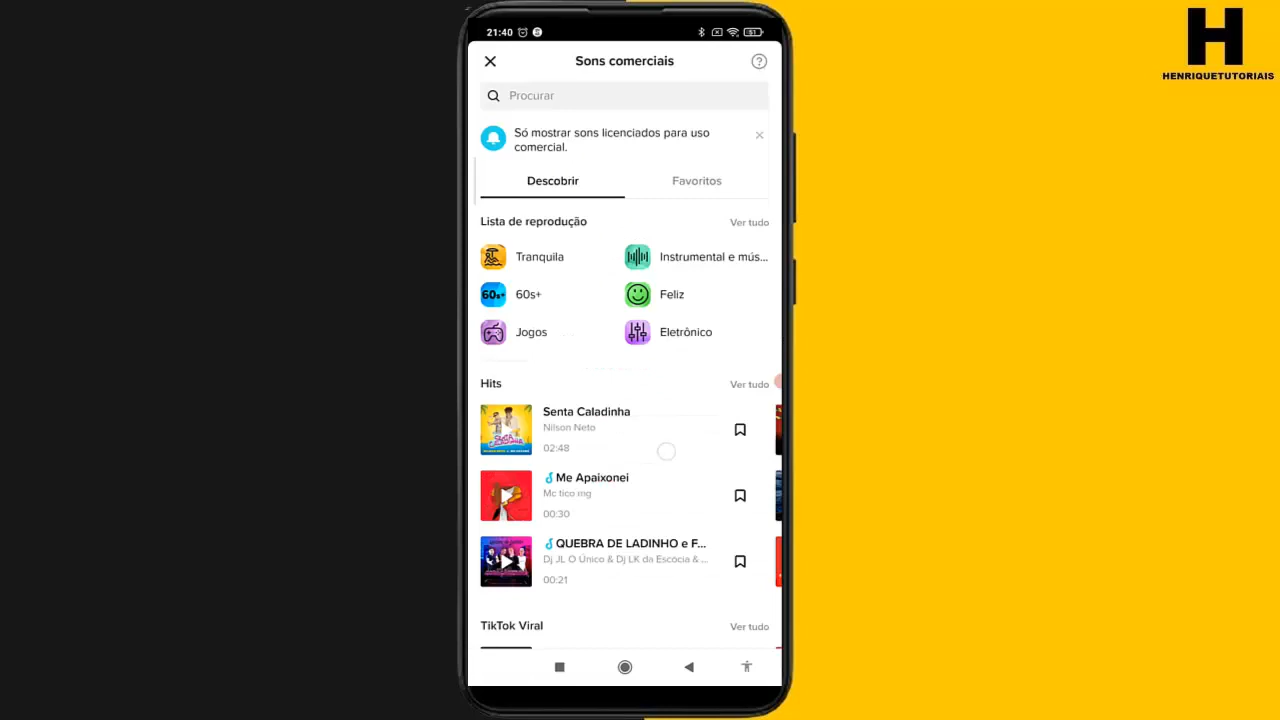 H
HENRIQUETUTORIAIS
21:40
51
Sons comerciais
?
Procurar
Só mostrar sons licenciados para uso
comercial.
Descobrir
Favoritos
Lista de reprodução
Ver tudo
Tranquila
Instrumental e mús...
60s+
60s+
Feliz
Jogos
Eletrônico
Hits
Ver tudo
Senta Caladinha
Nilson Neto
02:48
Me Apaixonei
Mc tico mg
00:30
QUEBRA DE LADINHO e F...
Dj JL O Único & Dj LK da Escócia & ...
00:21
TikTok Viral
Ver tudo